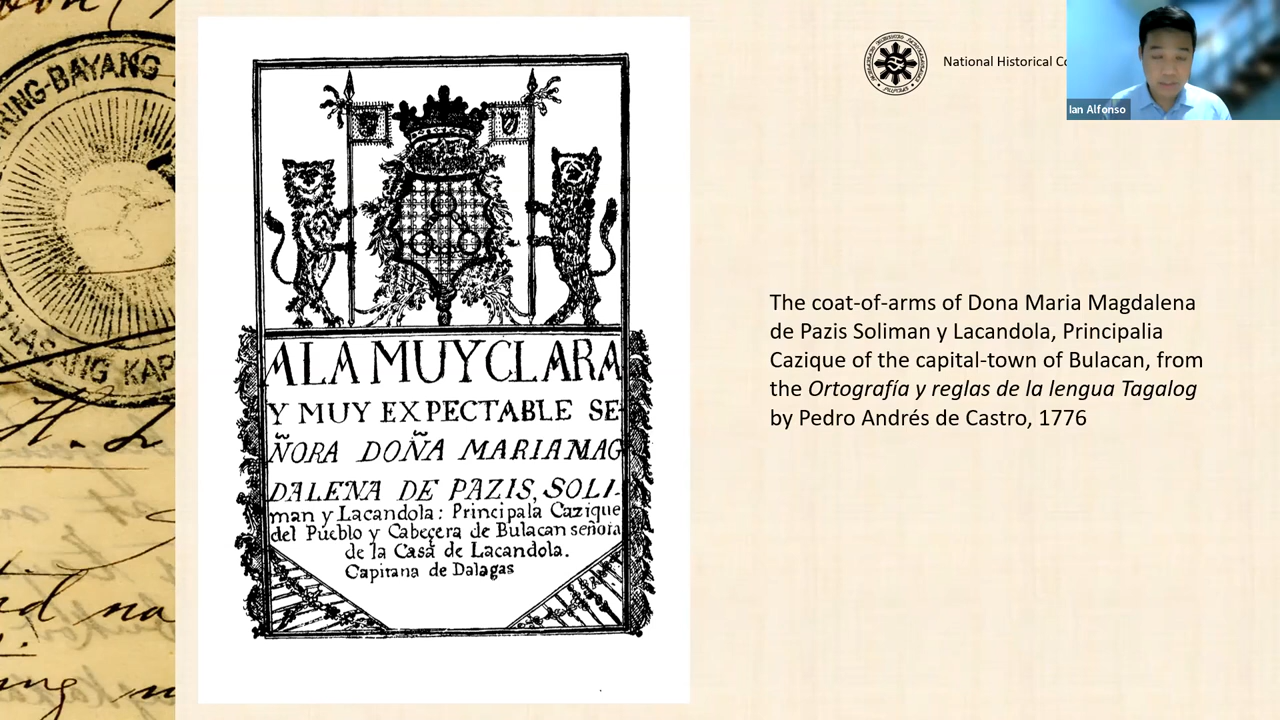 NING-BAYANG
National Historical Co
Ian Alfonso
A LA MUY CLARA
Y MUY EXPECTABLE SE-
ÑORA DOÑA MARIA MAG
DALENA DE PAZIS, SOLI-
man y Lacandola: Principala Cazique
del Pueblo y Cabeçera de Bulacan señora
de la Casa de Lacandola.
Capitana de Dalagas
The coat-of-arms of Dona Maria Magdalena
de Pazis Soliman y Lacandola, Principalia
Cazique of the capital-town of Bulacan, from
the Ortografía y reglas de la lengua Tagalog
by Pedro Andrés de Castro, 1776